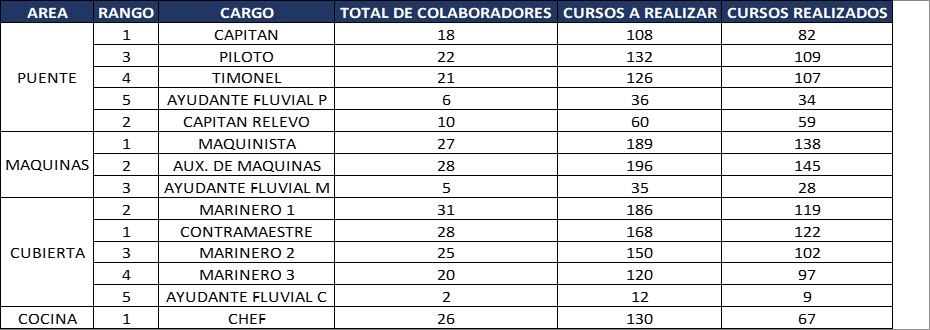 AREA RANGO CARGO TOTAL DE COLABORADORES CURSOS A REALIZAR CURSOS REALIZADOS
PUENTE 1 CAPITAN 18 108 82
3 PILOTO 22 132 109
4 TIMONEL 21 126 107
5 AYUDANTE FLUVIAL P 6 36 34
2 CAPITAN RELEVO 10 60 59
MAQUINAS 1 MAQUINISTA 27 189 138
2 AUX. DE MAQUINAS 28 196 145
3 AYUDANTE FLUVIAL M 5 35 28
CUBIERTA 2 MARINERO 1 31 186 119
1 CONTRAMAESTRE 28 168 122
3 MARINERO 2 25 150 102
4 MARINERO 3 20 120 97
5 AYUDANTE FLUVIAL C 2 12 9
COCINA 1 CHEF 26 130 67